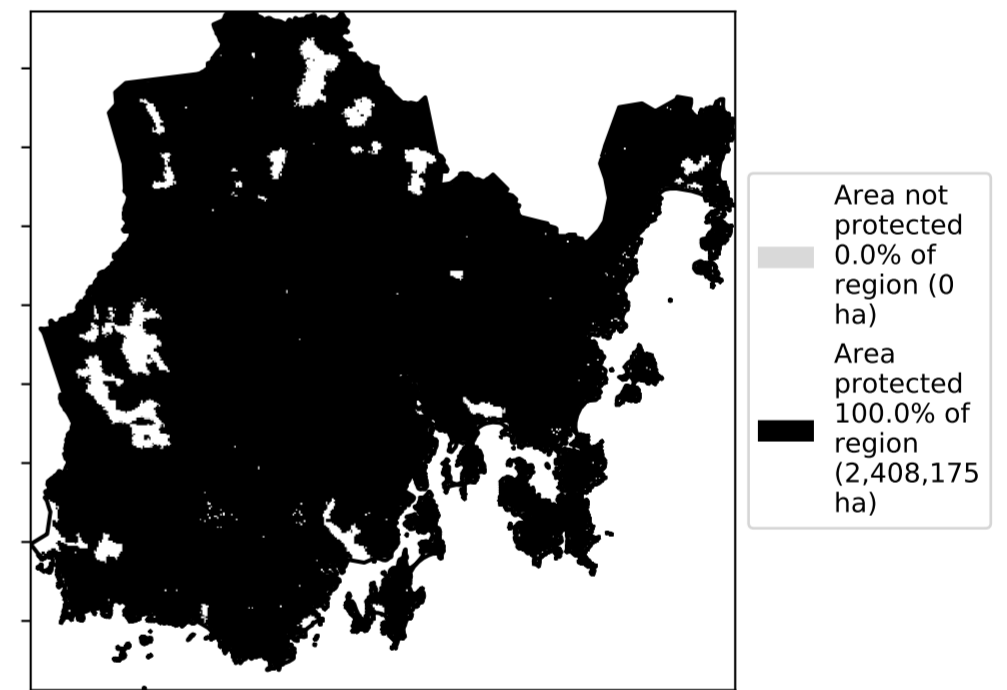 Area not
protected
0.0% of
region (0
ha)
Area
protected
100.0% of
region
(2,408,175
ha)